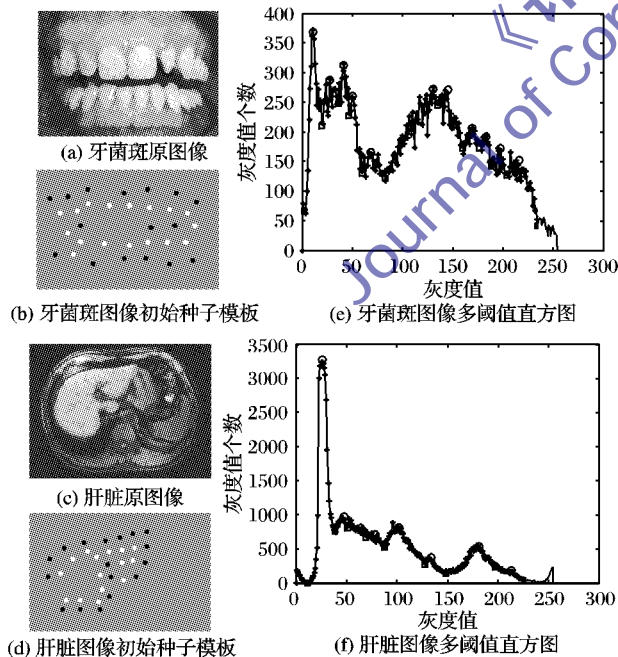 (a) 牙菌斑原图像
(b) 牙菌斑图像初始种子模板
400
350
300
250
200
150
100
50
0
灰度值个数
0 50 100 150 200 250 300
灰度值
(e) 牙菌斑图像多阈值直方图
Journal of Com
(c) 肝脏原图像
(d) 肝脏图像初始种子模板
3500
3000
2500
2000
1500
1000
500
0
灰度值个数
0 50 100 150 200 250 300
灰度值
(f) 肝脏图像多阈值直方图